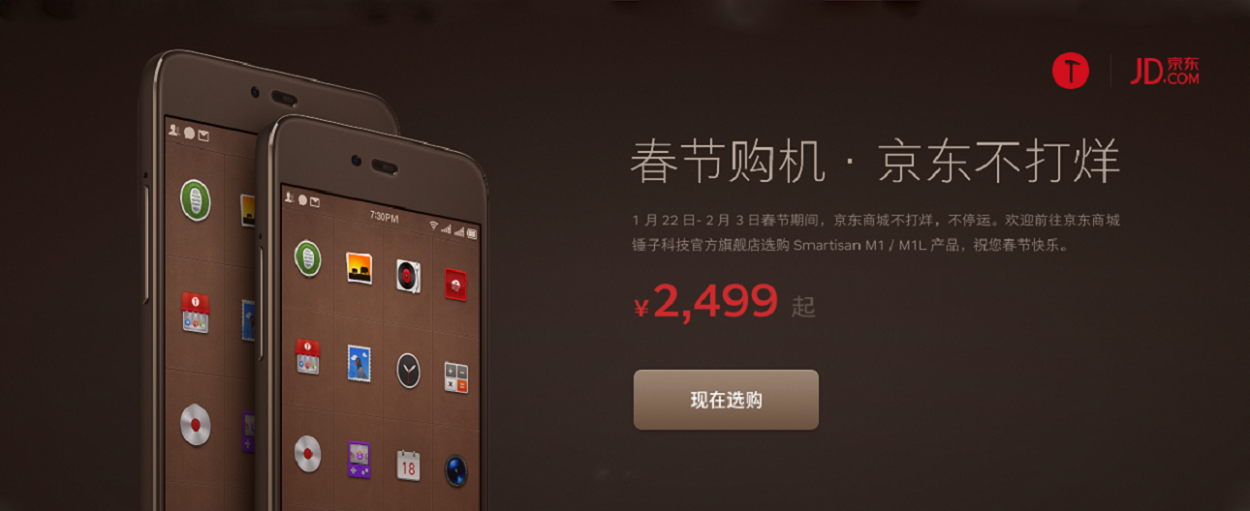 JD.COM 京东
春节购机 · 京东不打烊
1 月 22 日- 2 月 3 日春节期间，京东商城不打烊，不停运。欢迎前往京东商城
锤子科技官方旗舰店选购 Smartisan M1 / M1L 产品，祝您春节快乐。
¥2,499 起
现在选购
7:30PM
18